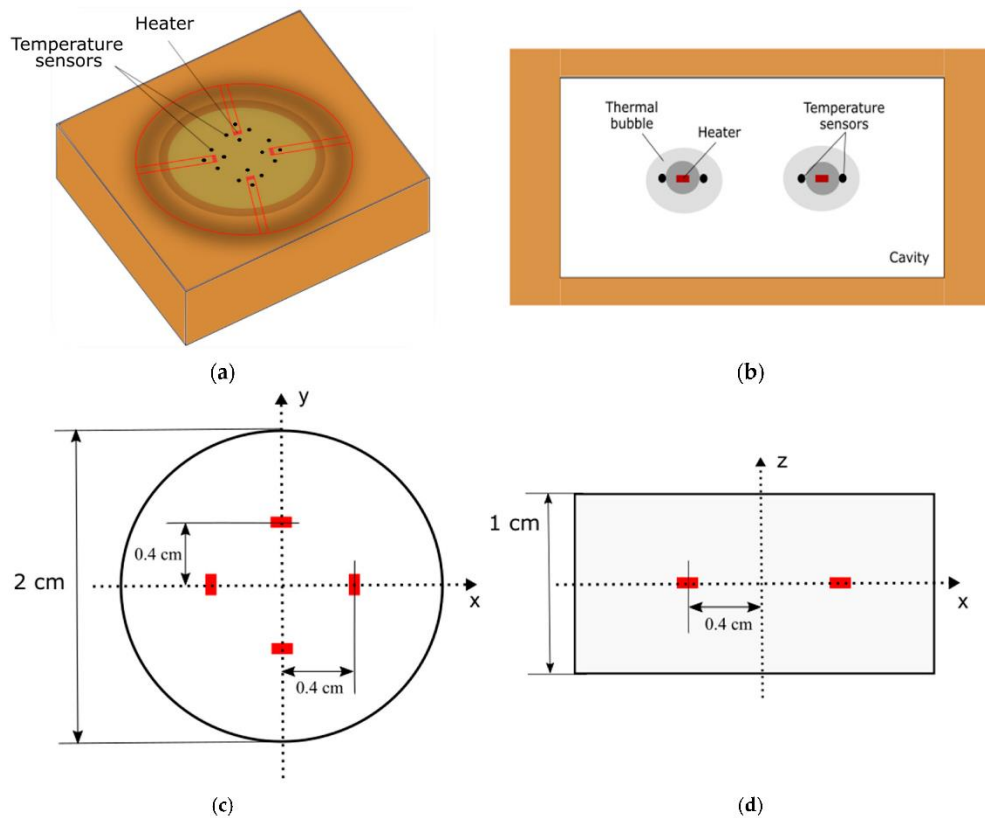 Heater
Temperature
sensors
(a)
Thermal
bubble
Heater
Temperature
sensors
Cavity
(b)
y
0.4 cm
2 cm
x
0.4 cm
(c)
z
1 cm
x
0.4 cm
(d)